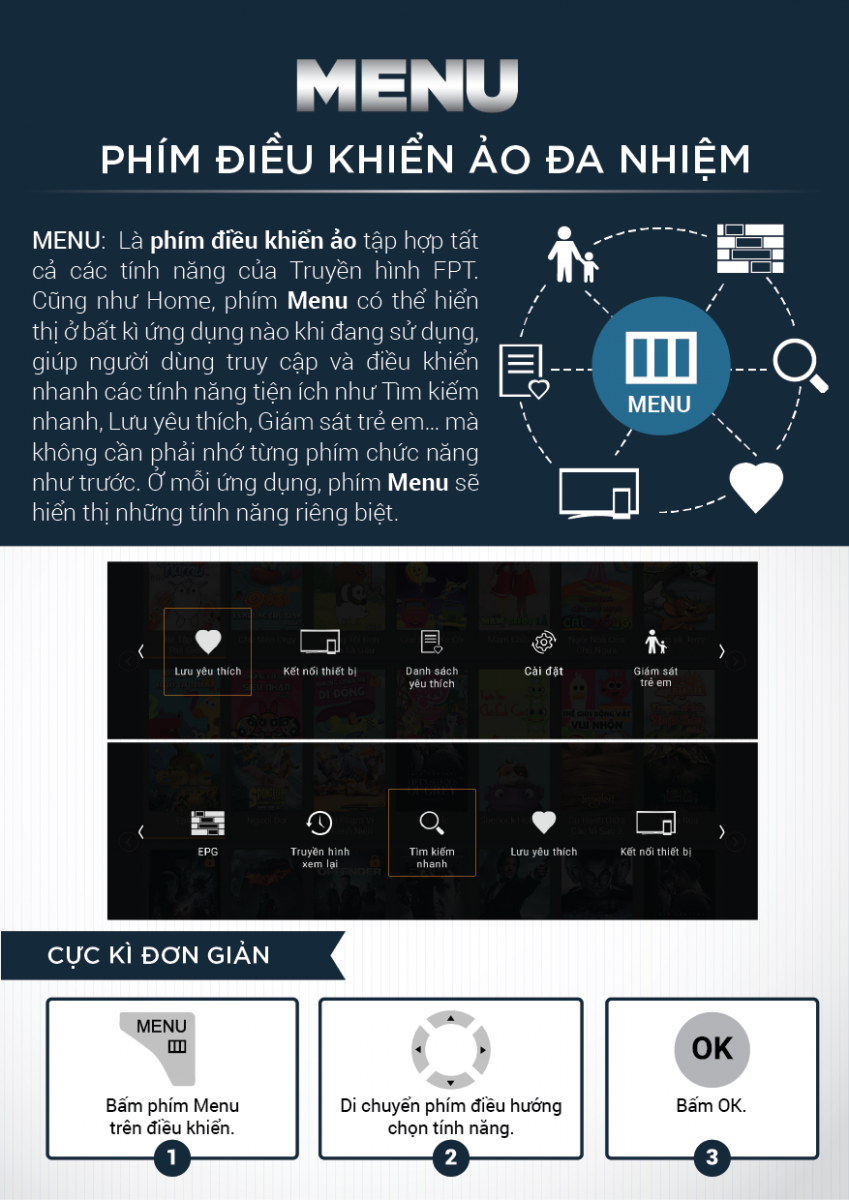 MENU
PHÍM ĐIỀU KHIỂN ẢO ĐA NHIỆM
MENU: Là phím điều khiển ảo tập hợp tất
cả các tính năng của Truyền hình FPT.
Cũng như Home, phím Menu có thể hiển
thị ở bất kì ứng dụng nào khi đang sử dụng,
giúp người dùng truy cập và điều khiển
nhanh các tính năng tiện ích như Tìm kiếm
nhanh, Lưu yêu thích, Giám sát trẻ em... mà
không cần phải nhớ từng phím chức năng
như trước. Ở mỗi ứng dụng, phím Menu sẽ
hiển thị những tính năng riêng biệt.
MENU
Lưu yêu thích
Kết nối thiết bị
Danh sách
yêu thích
Cài đặt
Giám sát
trẻ em
EPG
Truyền hình
xem lại
Tìm kiếm
nhanh
Lưu yêu thích
Kết nối thiết bị
CỰC KÌ ĐƠN GIẢN
MENU
Bấm phím Menu
trên điều khiển.
1
Di chuyển phím điều hướng
chọn tính năng.
2
OK
Bấm OK.
3